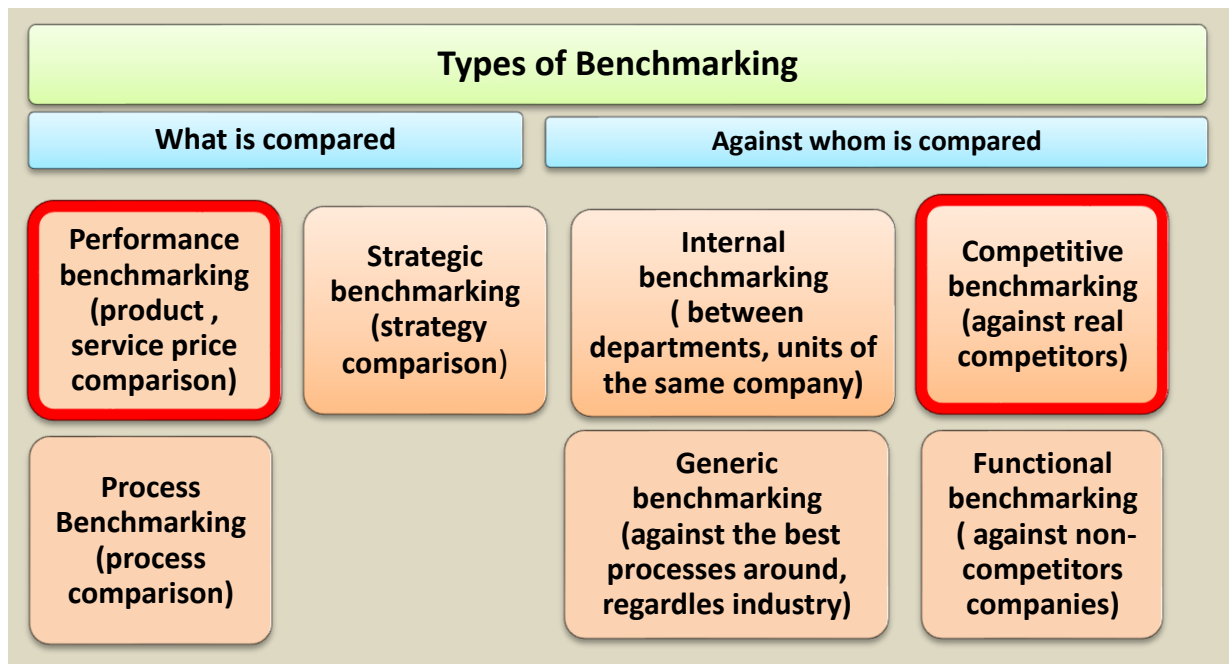 Types of Benchmarking
What is compared
Against whom is compared
Performance
benchmarking
(product ,
service price
comparison)
Strategic
benchmarking
(strategy
comparison)
Internal
benchmarking
( between
departments, units of
the same company)
Competitive
benchmarking
(against real
competitors)
Process
Benchmarking
(process
comparison)
Generic
benchmarking
(against the best
processes around,
regardles industry)
Functional
benchmarking
( against non-
competitors
companies)